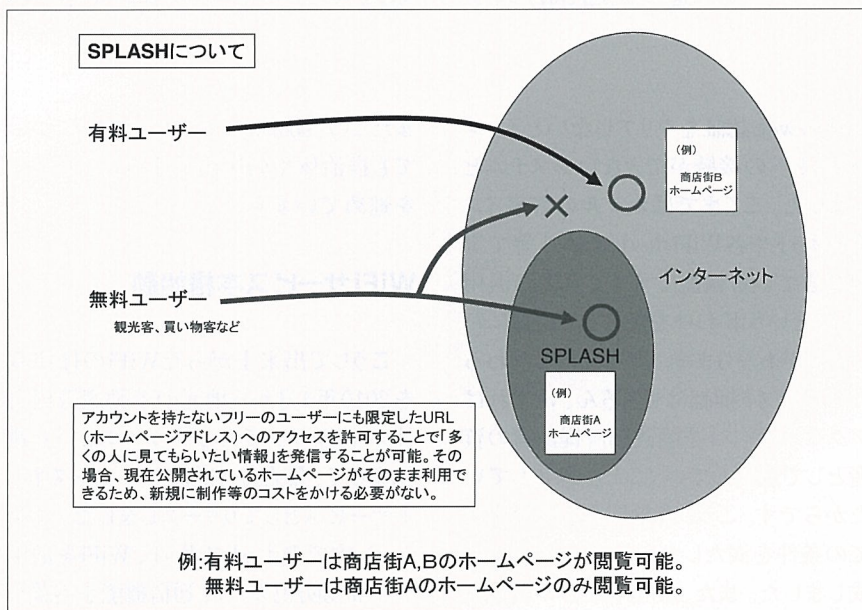 SPLASHについて
有料ユーザー
(例)
商店街B
ホームページ
インターネット
無料ユーザー
観光客、買い物客など
SPLASH
(例)
商店街A
ホームページ
アカウントを持たないフリーのユーザーにも限定したURL
(ホームページアドレス)へのアクセスを許可することで「多
くの人に見てもらいたい情報」を発信することが可能。その
場合、現在公開されているホームページがそのまま利用で
きるため、新規に制作等のコストをかける必要がない。
例:有料ユーザーは商店街A,Bのホームページが閲覧可能。
無料ユーザーは商店街Aのホームページのみ閲覧可能。